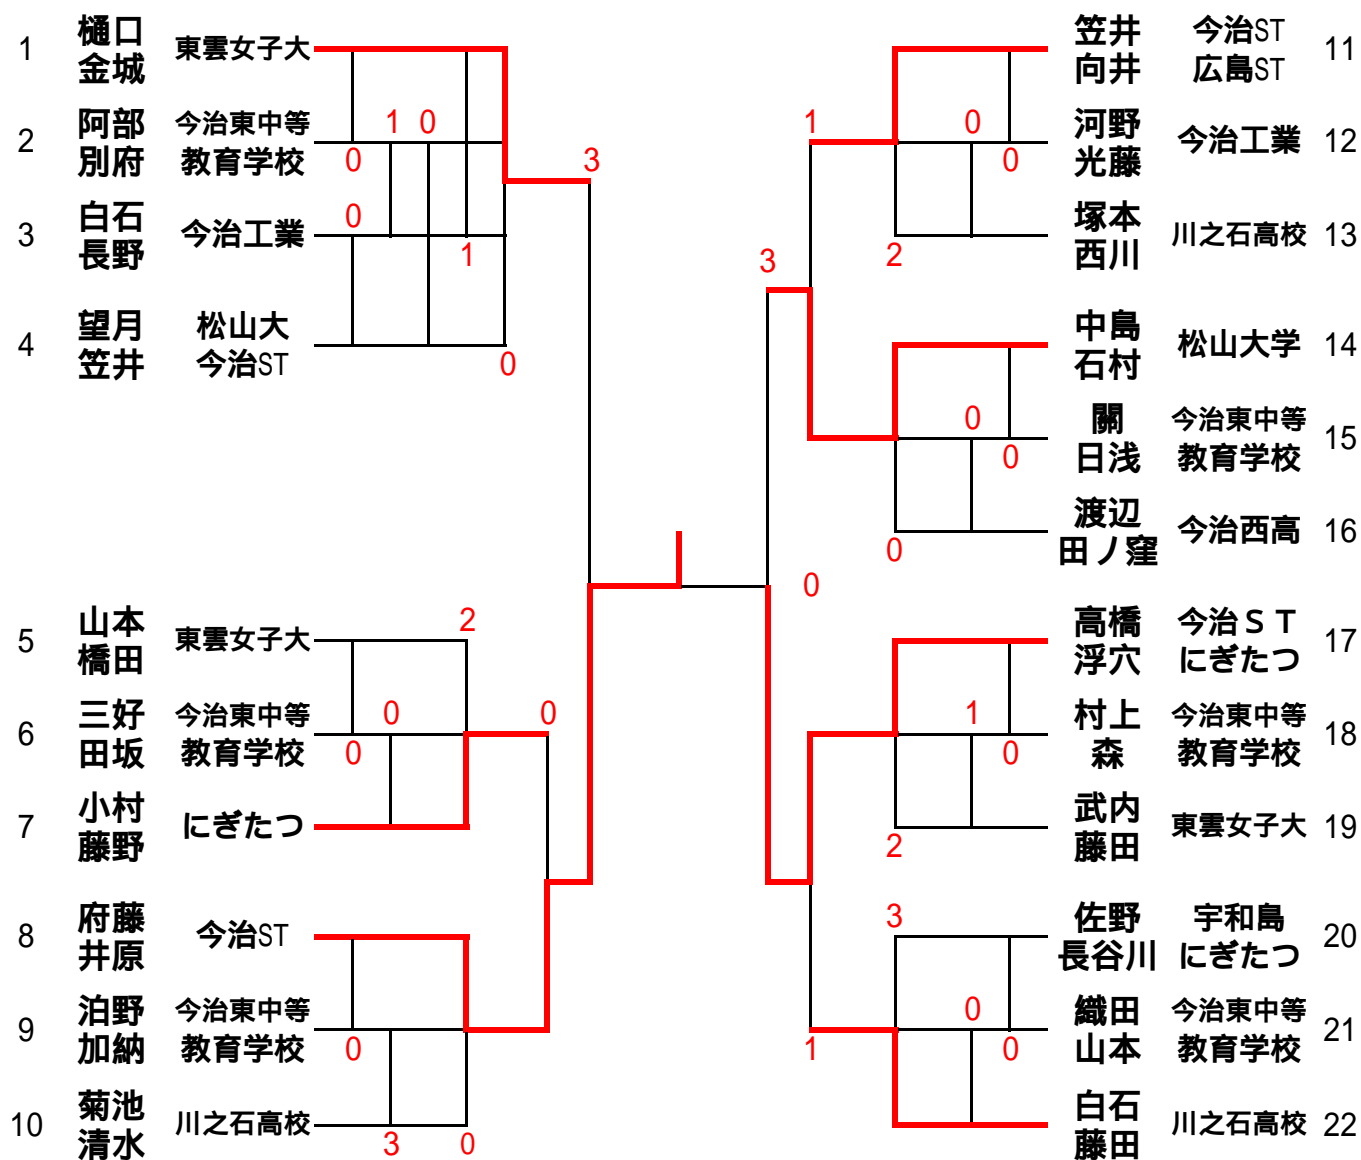 1 樋口 金城 東雲女子大
2 阿部 別府 今治東中等 教育学校
3 白石 長野 今治工業
4 望月 笠井 松山大 今治ST
0
1
0
0
1
0
3
5 山本 橋田 東雲女子大
6 三好 田坂 今治東中等 教育学校
7 小村 藤野 にぎたつ
2
0
0
0
8 府藤 井原 今治ST
9 泊野 加納 今治東中等 教育学校
10 菊池 清水 川之石高校
0
3
0
笠井 向井 今治ST 広島ST 11
河野 光藤 今治工業 12
塚本 西川 川之石高校 13
1
0
0
2
3
中島 石村 松山大学 14
關 日浅 今治東中等 教育学校 15
渡辺 田ノ窪 今治西高 16
0
0
0
0
高橋 浮穴 今治ST にぎたつ 17
村上 森 今治東中等 教育学校 18
武内 藤田 東雲女子大 19
1
0
2
佐野 長谷川 宇和島 にぎたつ 20
織田 山本 今治東中等 教育学校 21
白石 藤田 川之石高校 22
3
0
0
1